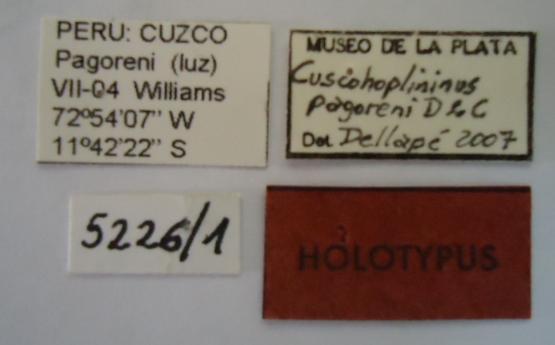 PERU: CUZCO
Pagoreni (luz)
VII-04 Williams
72º54'07'' W
11º42'22'' S
MUSEO DE LA PLATA
Cuscohoplininus
pagoreni D & C
Det. Dellapé 2007
5226/1
HOLOTYPUS